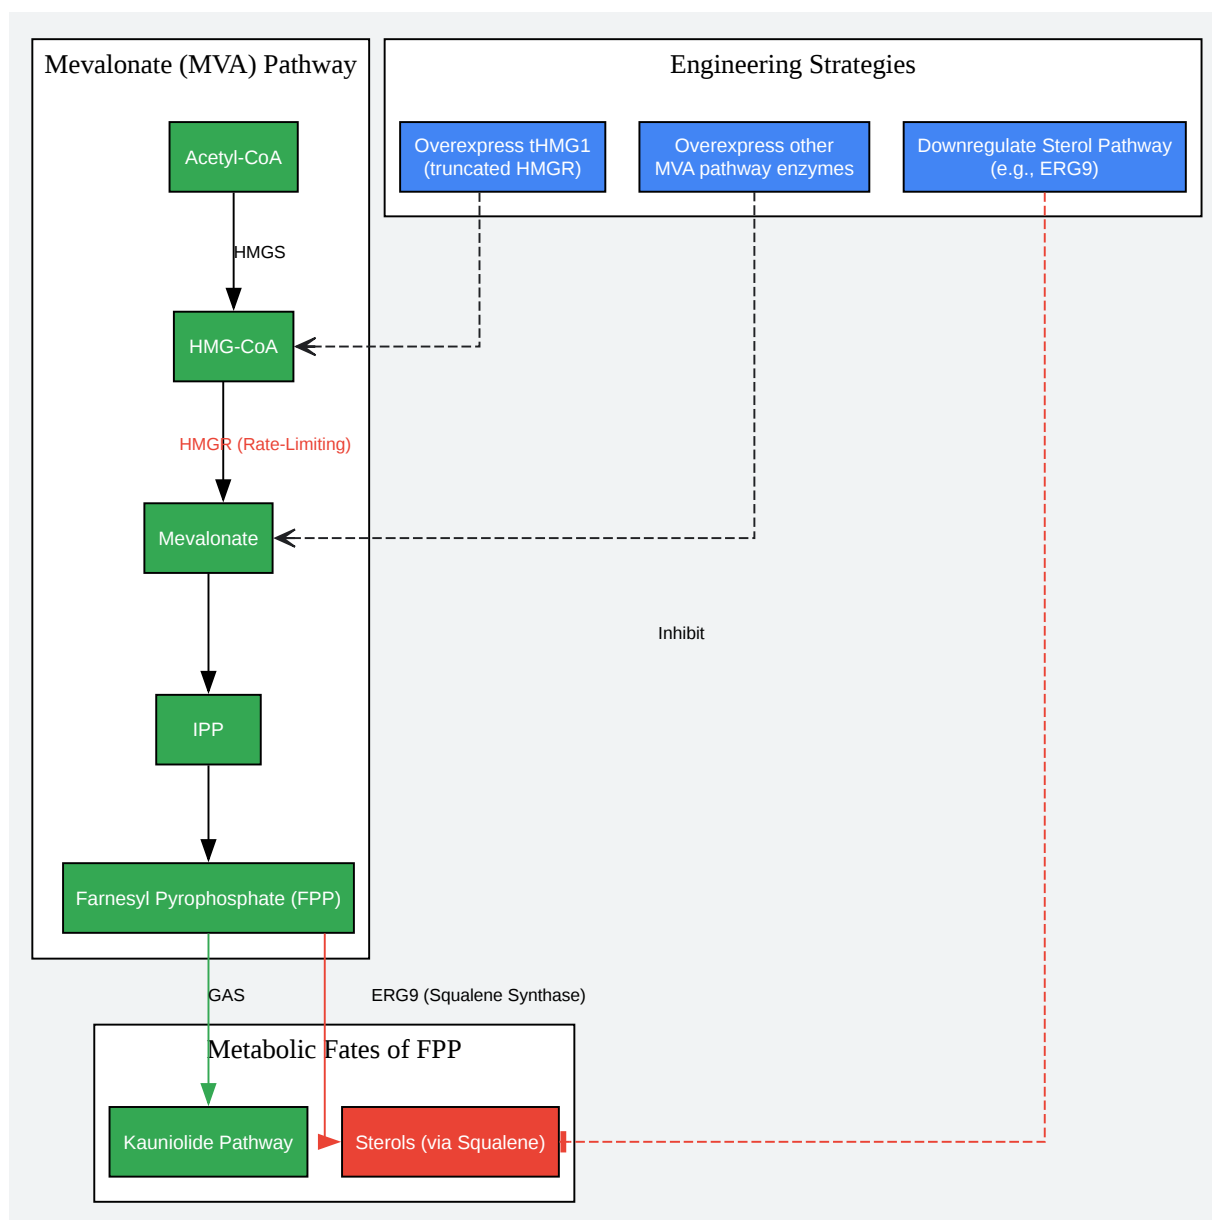 Mevalonate (MVA) Pathway
Acetyl-CoA
HMGS
HMG-CoA
HMGR (Rate-Limiting)
Mevalonate
IPP
Farnesyl Pyrophosphate (FPP)
Engineering Strategies
Overexpress tHMG1
(truncated HMGR)
Overexpress other
MVA pathway enzymes
Downregulate Sterol Pathway
(e.g., ERG9)
Inhibit
GAS
ERG9 (Squalene Synthase)
Metabolic Fates of FPP
Kauniolide Pathway
Sterols (via Squalene)